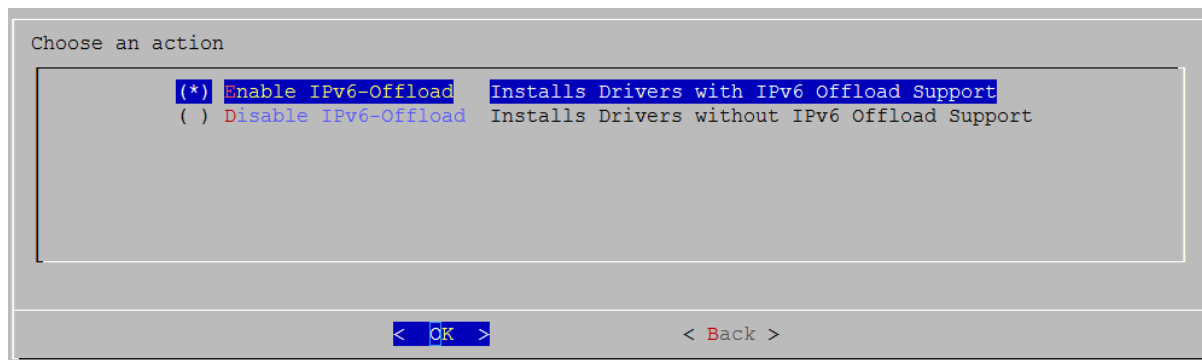 Choose an action
(*) Enable IPv6-Offload Installs Drivers with IPv6 Offload Support
( ) Disable IPv6-Offload Installs Drivers without IPv6 Offload Support
< OK > < Back >